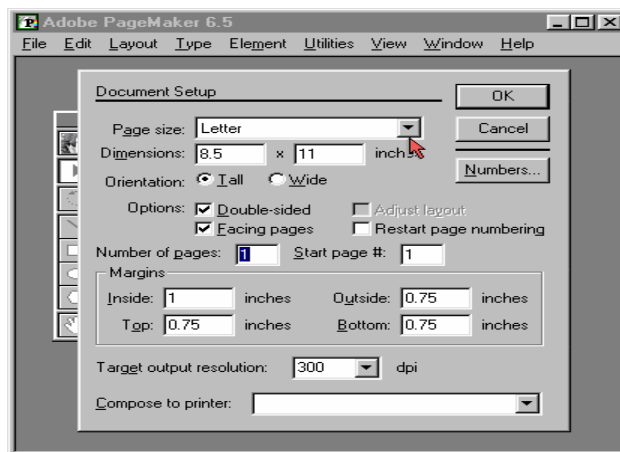 Adobe PageMaker 6.5
File Edit Layout Type Element Utilities View Window Help
Document Setup
OK
Page size: Letter
Cancel
Dimensions: 8.5 x 11
Numbers...
Orientation: Tall Wide
Options: Double-sided Adjust layout
Facing pages Restart page numbering
Number of pages: 1 Start page #: 1
Margins
Inside: 1 inches Outside: 0.75 inches
Top: 0.75 inches Bottom: 0.75 inches
Target output resolution: 300 dpi
Compose to printer: